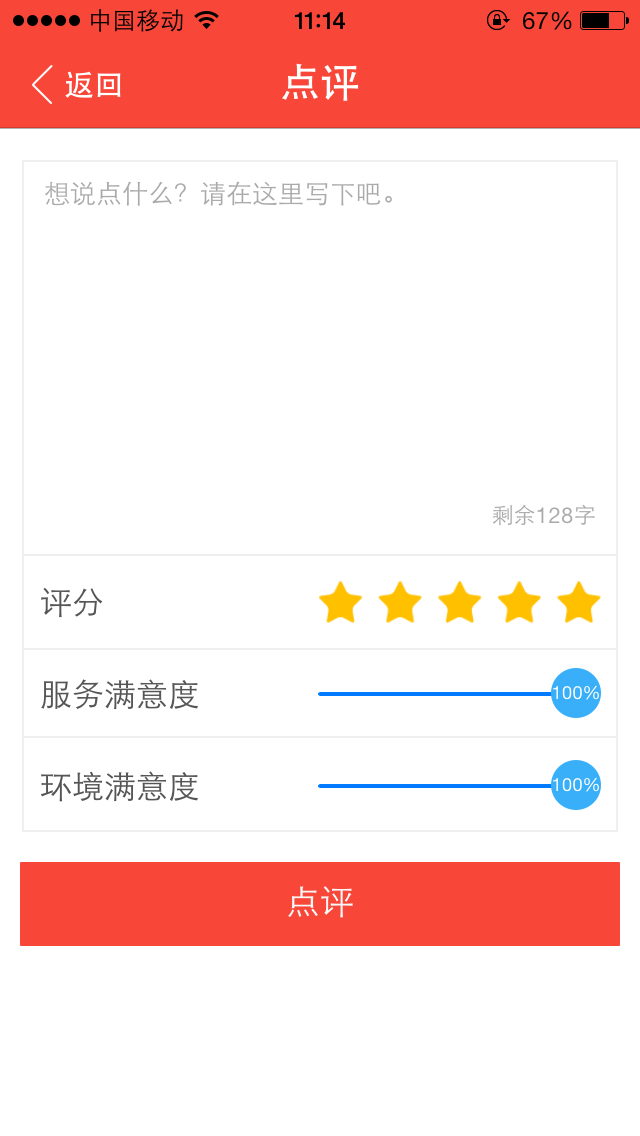 中国移动 11:14 67%
返回 点评
想说点什么？请在这里写下吧。
剩余128字
评分
服务满意度 100%
环境满意度 100%
点评